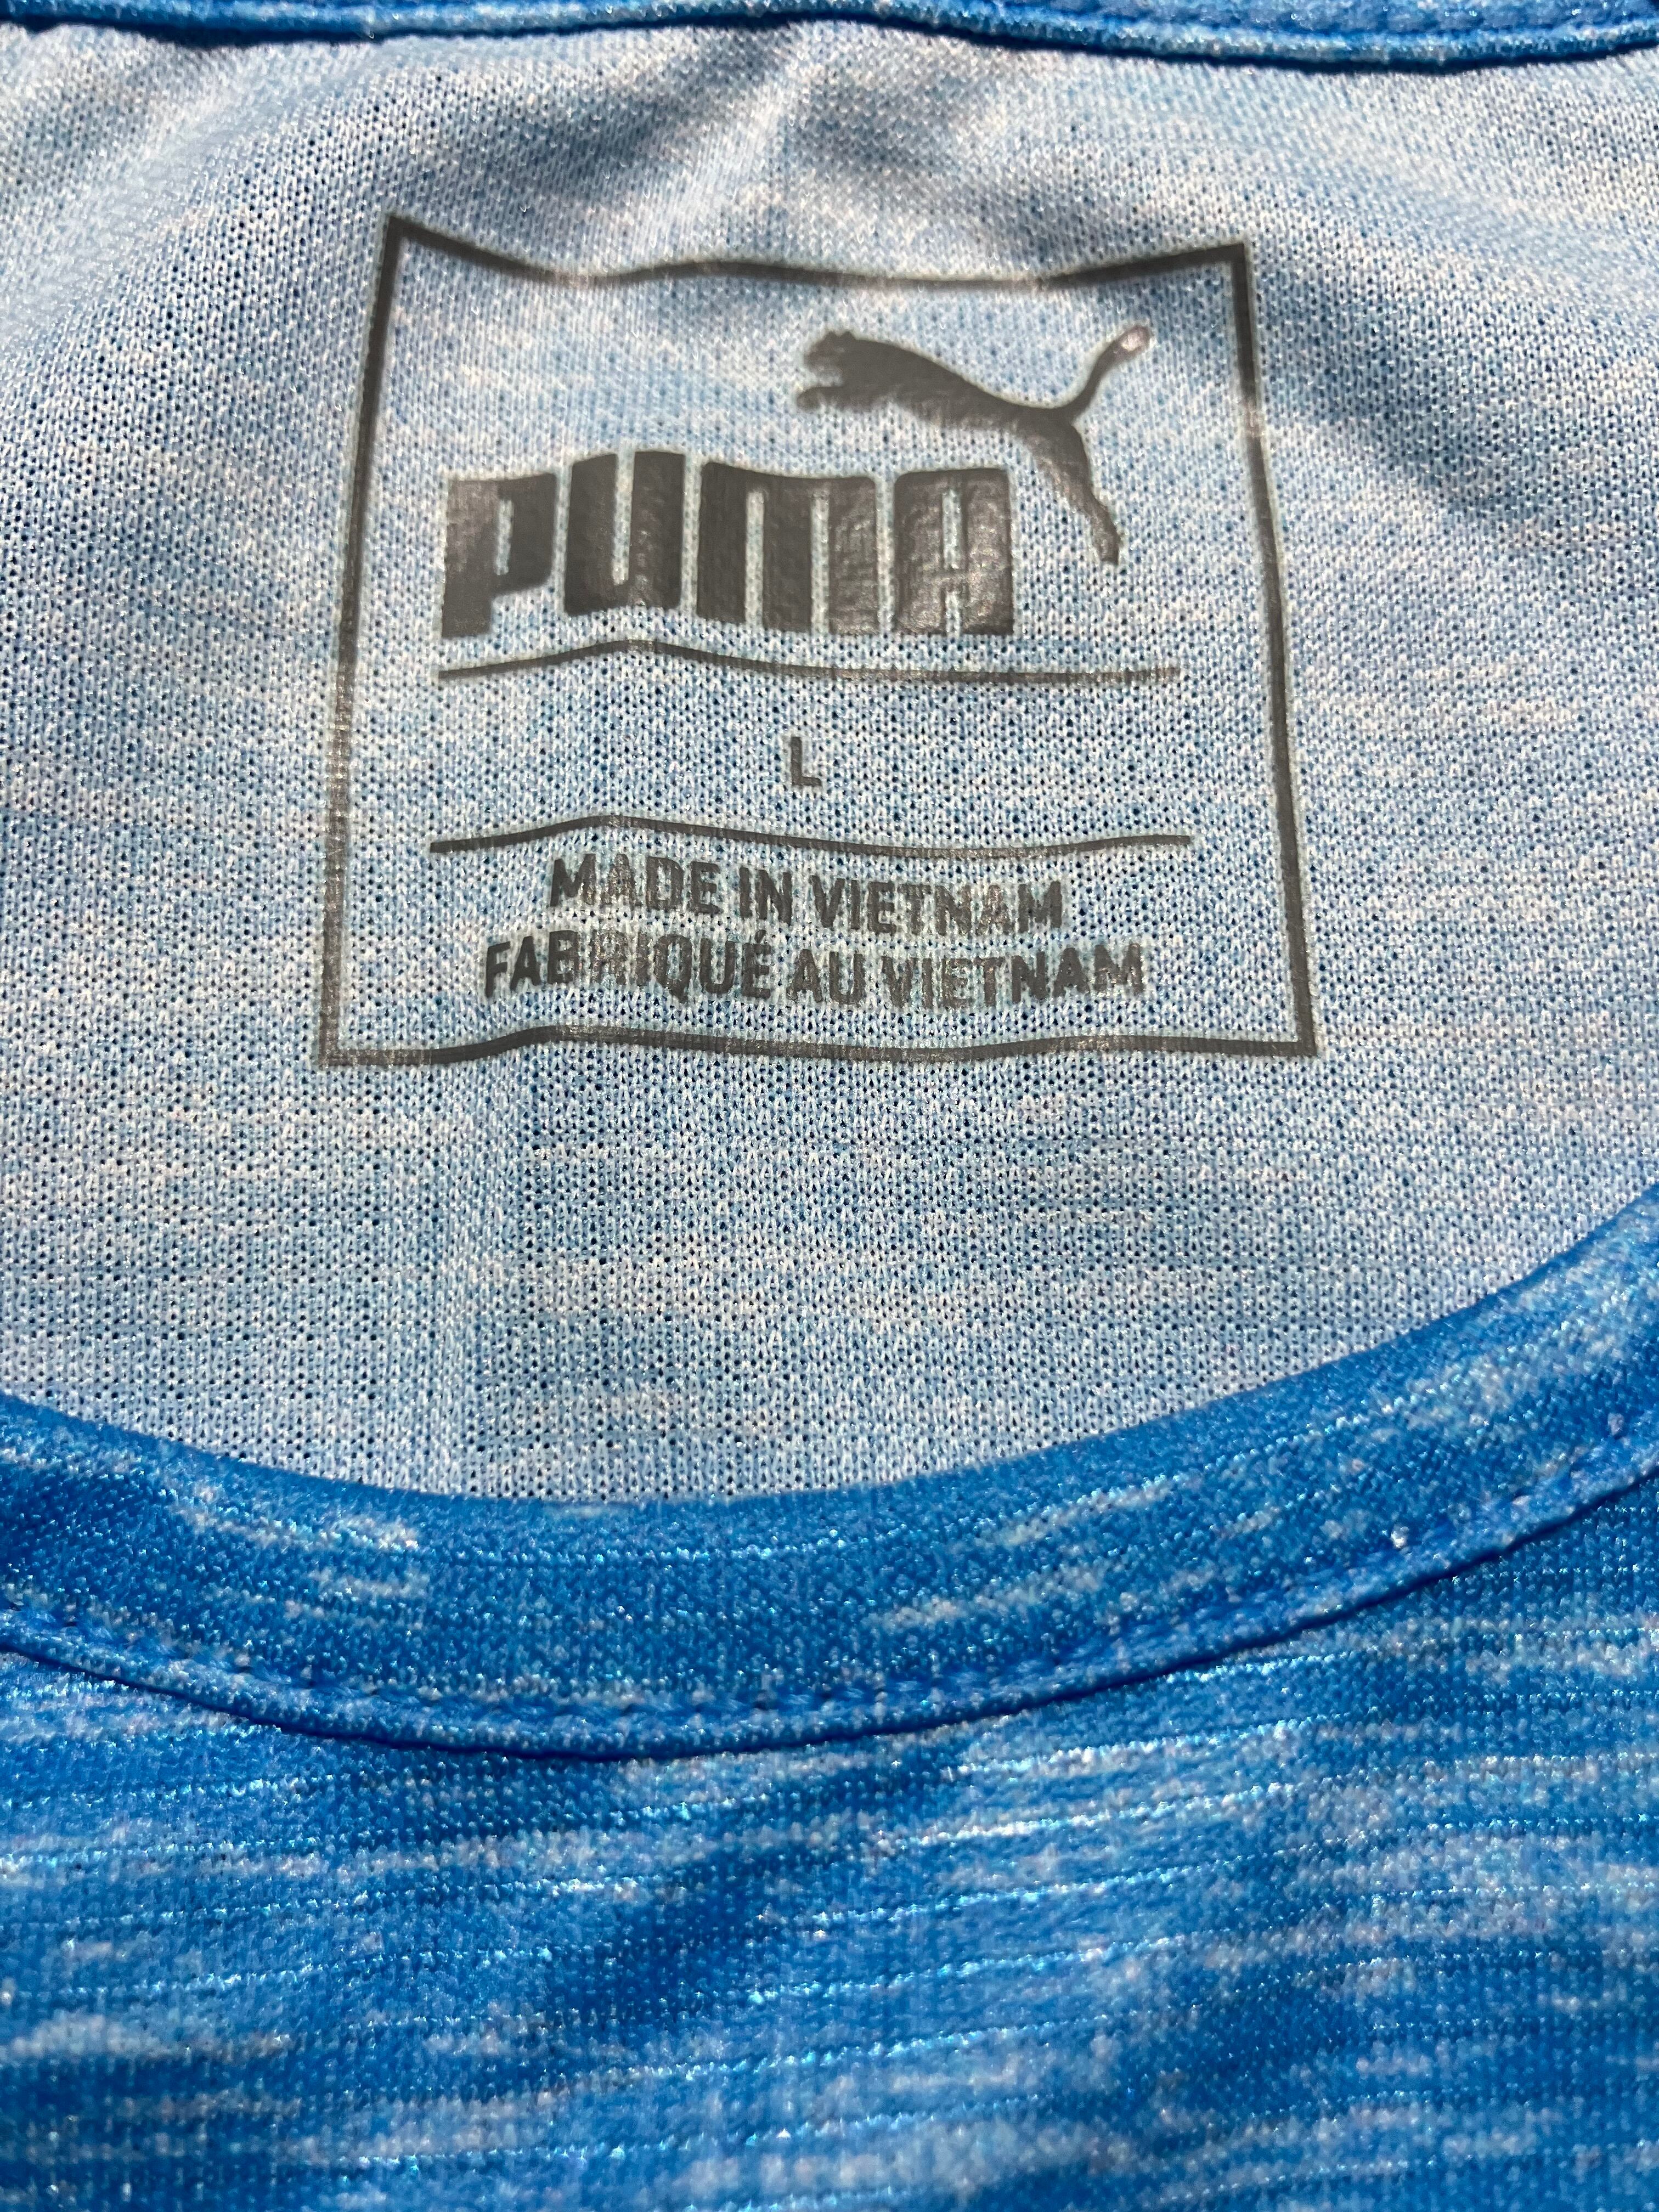 PUMA
L
MADE IN VIETNAM
FABRIQUÉ AU VIETNAM